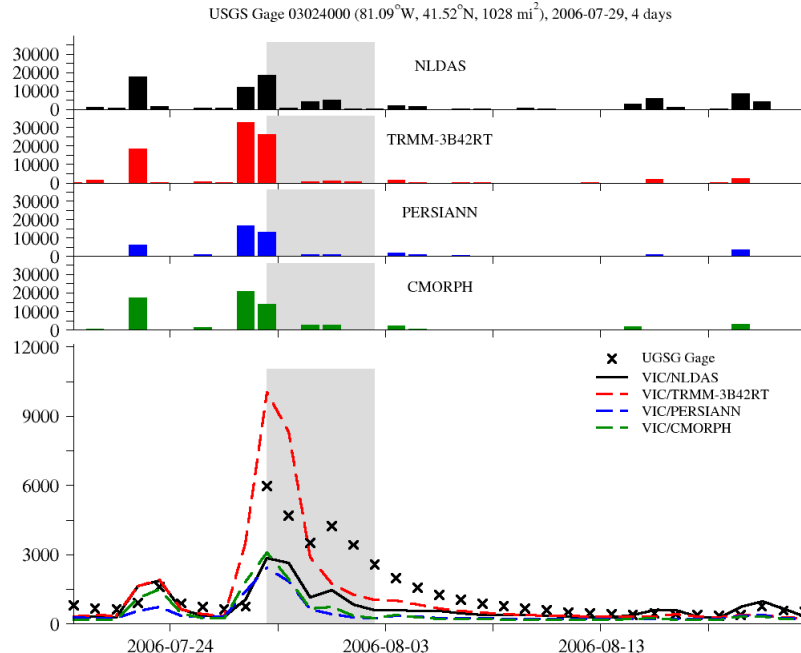 USGS Gage 03024000 (81.09°W, 41.52°N, 1028 mi²), 2006-07-29, 4 days
30000
20000
10000
0
NLDAS
30000
20000
10000
0
TRMM-3B42RT
30000
20000
10000
0
PERSIANN
30000
20000
10000
0
CMORPH
12000
9000
6000
3000
0
UGSG Gage
VIC/NLDAS
VIC/TRMM-3B42RT
VIC/PERSIANN
VIC/CMORPH
2006-07-24 2006-08-03 2006-08-13